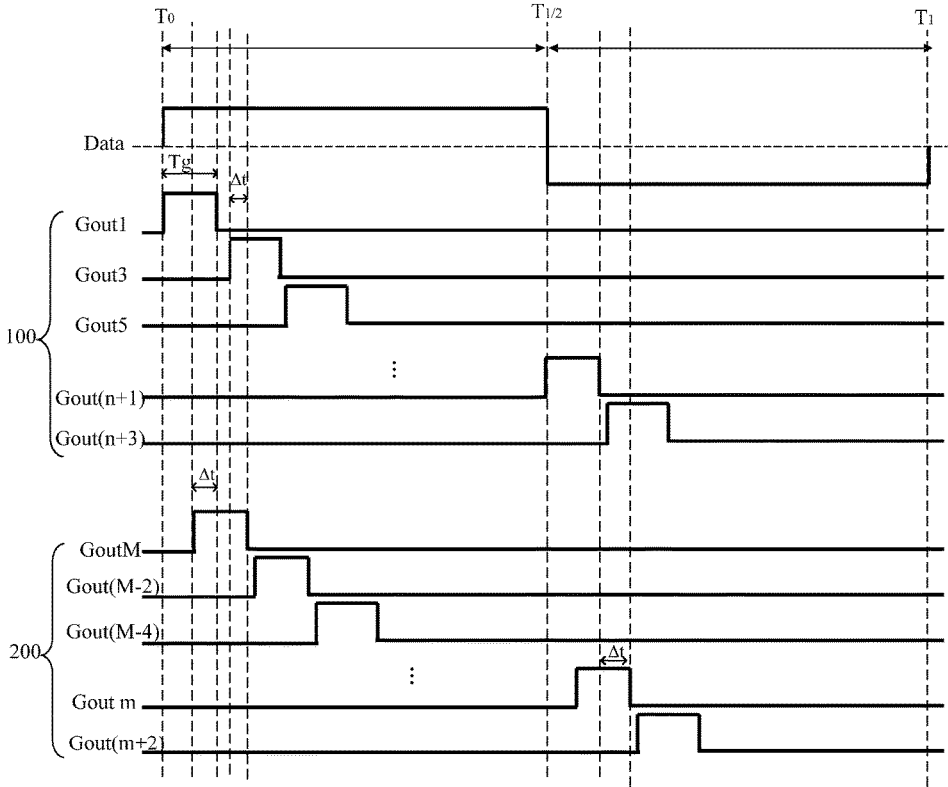 T0
T1/2
T1
Data
Tg
Δt
Gout1
Gout3
Gout5
100
⋮
Gout(n+1)
Gout(n+3)
Δt
GoutM
Gout(M-2)
Gout(M-4)
200
Δt
⋮
Gout m
Gout(m+2)